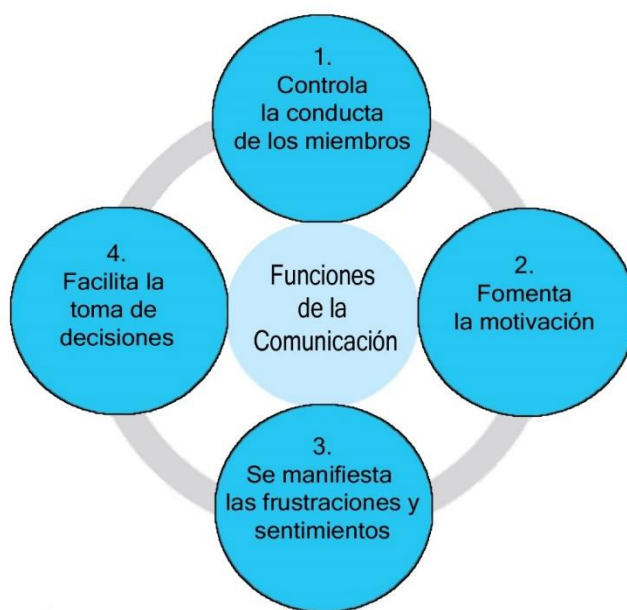 1.
Controla
la conducta
de los miembros
4.
Facilita la
toma de
decisiones
Funciones
de la
Comunicación
2.
Fomenta
la motivación
3.
Se manifiesta
las frustraciones y
sentimientos